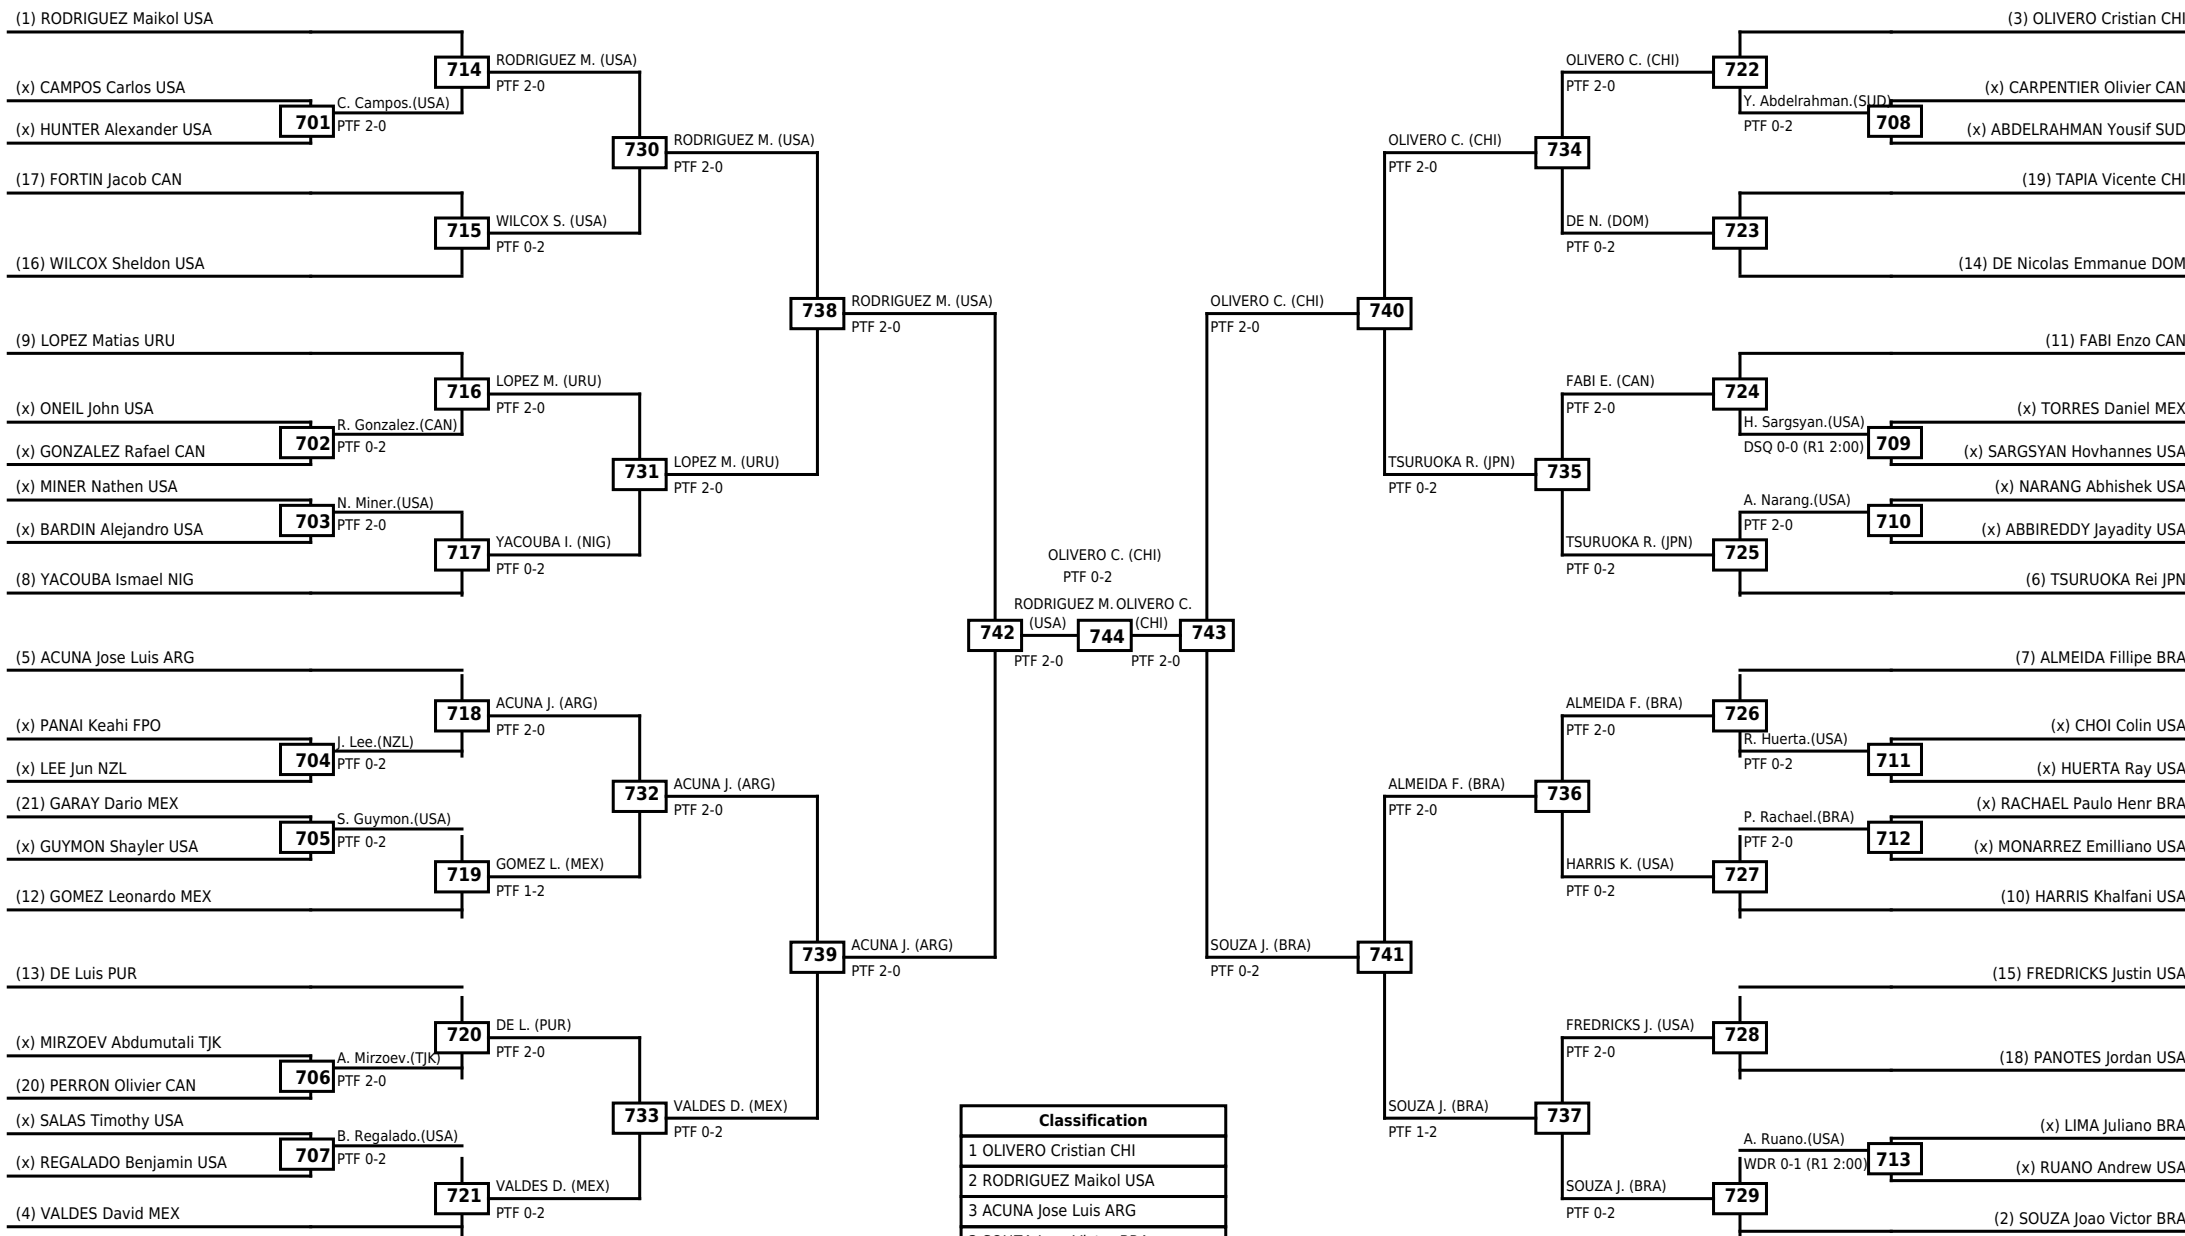 (1) RODRIGUEZ Maikol USA
(x) CAMPOS Carlos USA
(x) HUNTER Alexander USA
(17) FORTIN Jacob CAN
(16) WILCOX Sheldon USA
(9) LOPEZ Matias URU
(x) ONEIL John USA
(x) GONZALEZ Rafael CAN
(x) MINER Nathen USA
(x) BARDIN Alejandro USA
(8) YACOUBA Ismael NIG
(5) ACUNA Jose Luis ARG
(x) PANAI Keahi FPO
(x) LEE Jun NZL
(21) GARAY Dario MEX
(x) GUYMON Shayler USA
(12) GOMEZ Leonardo MEX
(13) DE Luis PUR
(x) MIRZOEV Abdumutali TJK
(20) PERRON Olivier CAN
(x) SALAS Timothy USA
(x) REGALADO Benjamin USA
(4) VALDES David MEX
701
C. Campos.(USA)
PTF 2-0
702
R. Gonzalez.(CAN)
PTF 0-2
703
N. Miner.(USA)
PTF 2-0
704
J. Lee.(NZL)
PTF 0-2
705
S. Guymon.(USA)
PTF 0-2
706
A. Mirzoev.(TJK)
PTF 2-0
707
B. Regalado.(USA)
PTF 0-2
714
RODRIGUEZ M. (USA)
PTF 2-0
715
WILCOX S. (USA)
PTF 0-2
716
LOPEZ M. (URU)
PTF 2-0
717
YACOUBA I. (NIG)
PTF 0-2
718
ACUNA J. (ARG)
PTF 2-0
719
GOMEZ L. (MEX)
PTF 1-2
720
DE L. (PUR)
PTF 2-0
721
VALDES D. (MEX)
PTF 0-2
730
RODRIGUEZ M. (USA)
PTF 2-0
731
LOPEZ M. (URU)
PTF 2-0
732
ACUNA J. (ARG)
PTF 2-0
733
VALDES D. (MEX)
PTF 0-2
738
RODRIGUEZ M. (USA)
PTF 2-0
739
ACUNA J. (ARG)
PTF 2-0
OLIVERO C. (CHI)
PTF 0-2
742
RODRIGUEZ M.
(USA)
PTF 2-0
744
OLIVERO C.
(CHI)
PTF 2-0
743
OLIVERO C. (CHI)
PTF 2-0
740
SOUZA J. (BRA)
PTF 0-2
741
OLIVERO C. (CHI)
PTF 2-0
734
TSURUOKA R. (JPN)
PTF 0-2
735
ALMEIDA F. (BRA)
PTF 2-0
736
SOUZA J. (BRA)
PTF 1-2
737
OLIVERO C. (CHI)
PTF 2-0
722
DE N. (DOM)
PTF 0-2
723
FABI E. (CAN)
PTF 2-0
724
TSURUOKA R. (JPN)
PTF 0-2
725
ALMEIDA F. (BRA)
PTF 2-0
726
HARRIS K. (USA)
PTF 0-2
727
FREDRICKS J. (USA)
PTF 2-0
728
SOUZA J. (BRA)
PTF 0-2
729
Y. Abdelrahman.(SUD)
PTF 0-2
708
H. Sargsyan.(USA)
DSQ 0-0 (R1 2:00)
709
A. Narang.(USA)
PTF 2-0
710
R. Huerta.(USA)
PTF 0-2
711
P. Rachael.(BRA)
PTF 2-0
712
A. Ruano.(USA)
WDR 0-1 (R1 2:00)
713
(3) OLIVERO Cristian CHI
(x) CARPENTIER Olivier CAN
(x) ABDELRAHMAN Yousif SUD
(19) TAPIA Vicente CHI
(14) DE Nicolas Emmanue DOM
(11) FABI Enzo CAN
(x) TORRES Daniel MEX
(x) SARGSYAN Hovhannes USA
(x) NARANG Abhishek USA
(x) ABBIREDDY Jayadity USA
(6) TSURUOKA Rei JPN
(7) ALMEIDA Fillipe BRA
(x) CHOI Colin USA
(x) HUERTA Ray USA
(x) RACHAEL Paulo Henr BRA
(x) MONARREZ Emilliano USA
(10) HARRIS Khalfani USA
(15) FREDRICKS Justin USA
(18) PANOTES Jordan USA
(x) LIMA Juliano BRA
(x) RUANO Andrew USA
(2) SOUZA Joao Victor BRA
Classification
1 OLIVERO Cristian CHI
2 RODRIGUEZ Maikol USA
3 ACUNA Jose Luis ARG